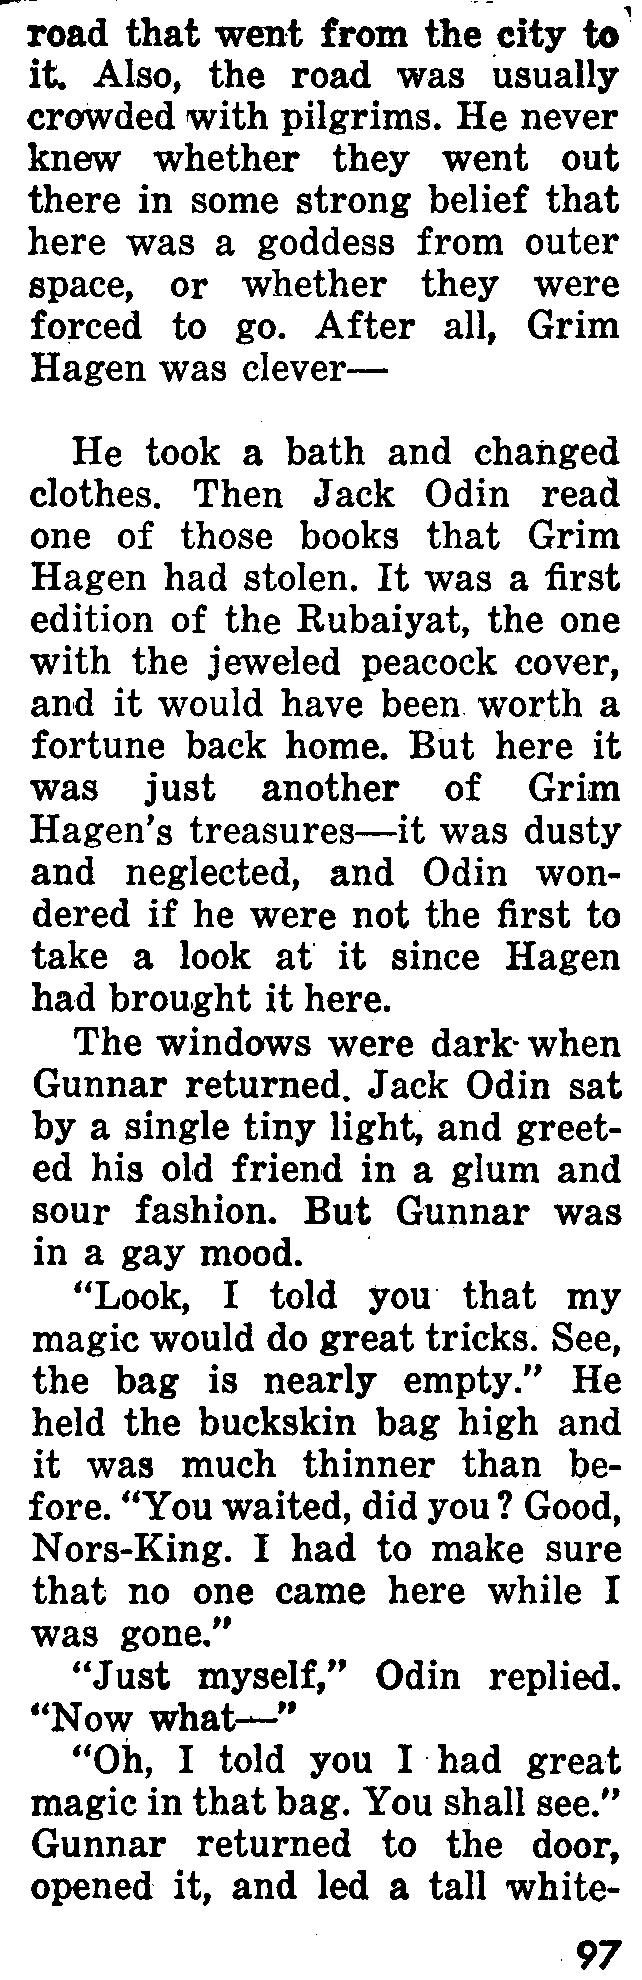 road that went from the city to
it. Also, the road was usually
crowded with pilgrims. He never
knew whether they went out
there in some strong belief that
here was a goddess from outer
space, or whether they were
forced to go. After all, Grim
Hagen was clever—
He took a bath and changed
clothes. Then Jack Odin read
one of those books that Grim
Hagen had stolen. It was a first
edition of the Rubaiyat, the one
with the jeweled peacock cover,
and it would have been worth a
fortune back home. But here it
was just another of Grim
Hagen's treasures—it was dusty
and neglected, and Odin won-
dered if he were not the first to
take a look at it since Hagen
had brought it here.
The windows were dark when
Gunnar returned. Jack Odin sat
by a single tiny light, and greet-
ed his old friend in a glum and
sour fashion. But Gunnar was
in a gay mood.
"Look, I told you that my
magic would do great tricks. See,
the bag is nearly empty." He
held the buckskin bag high and
it was much thinner than be-
fore. "You waited, did you? Good,
Nors-King. I had to make sure
that no one came here while I
was gone."
"Just myself," Odin replied.
"Now what—"
"Oh, I told you I had great
magic in that bag. You shall see."
Gunnar returned to the door,
opened it, and led a tall white-
97